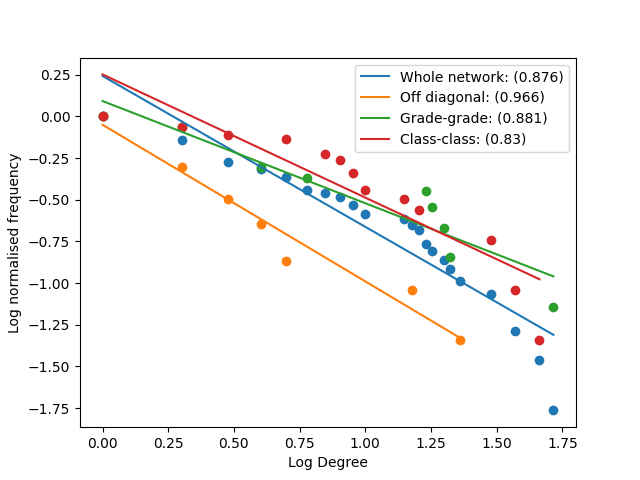 0.25
0.00
−0.25
−0.50
−0.75
−1.00
−1.25
−1.50
−1.75
Log normalised frequency
Whole network: (0.876)
Off diagonal: (0.966)
Grade-grade: (0.881)
Class-class: (0.83)
0.00 0.25 0.50 0.75 1.00 1.25 1.50 1.75
Log Degree